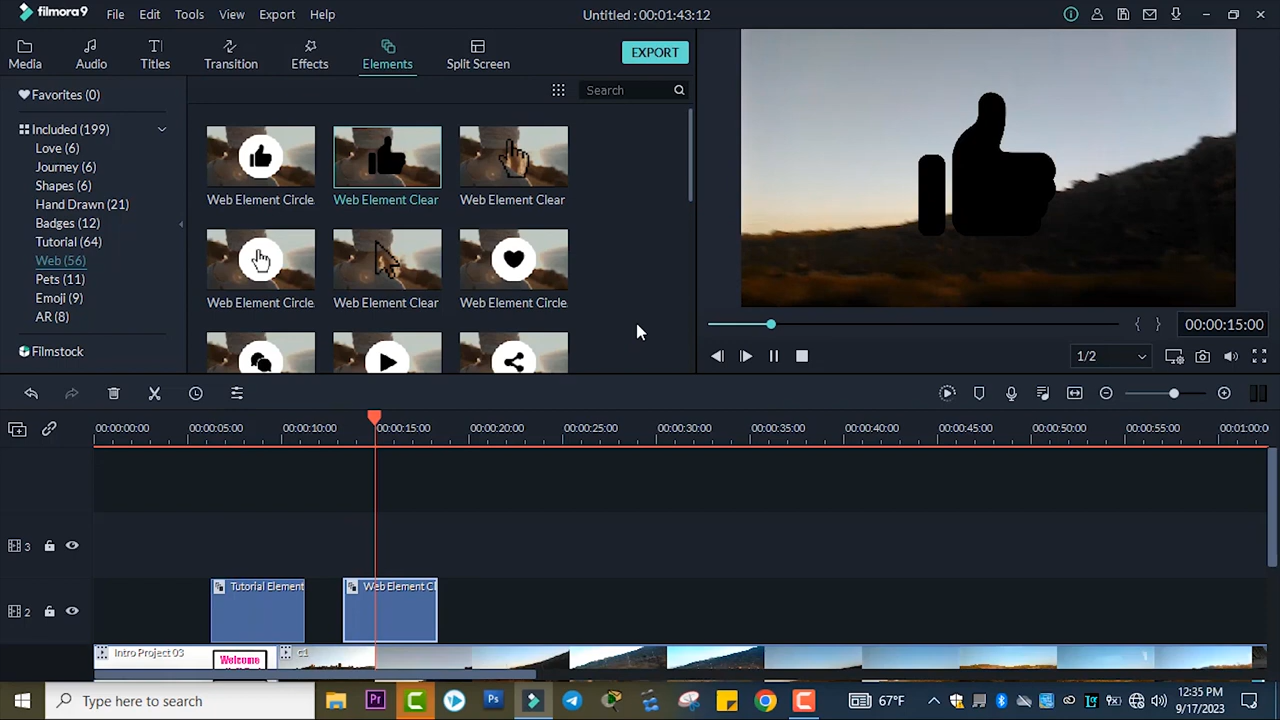 filmora9 File Edit Tools View Export Help Untitled : 00:01:43:12
Media Audio Titles Transition Effects Elements Split Screen EXPORT
Favorites (0)
Search
Included (199)
Love (6)
Journey (6)
Shapes (6)
Hand Drawn (21)
Badges (12)
Tutorial (64)
Web (56)
Pets (11)
Emoji (9)
AR (8)
Filmstock
Web Element Circle. Web Element Clear Web Element Clear
Web Element Circle. Web Element Clear Web Element Circle.
00:00:15:00
1/2
00:00:00:00 00:00:05:00 00:00:10:00 00:00:15:00 00:00:20:00 00:00:25:00 00:00:30:00 00:00:35:00 00:00:40:00 00:00:45:00 00:00:50:00 00:00:55:00 00:01:00:0
3
Tutorial Element Web Element Cl
2
Intro Project 03 Welcome c1
Type here to search Pr Ps 67°F 12:35 PM
9/17/2023